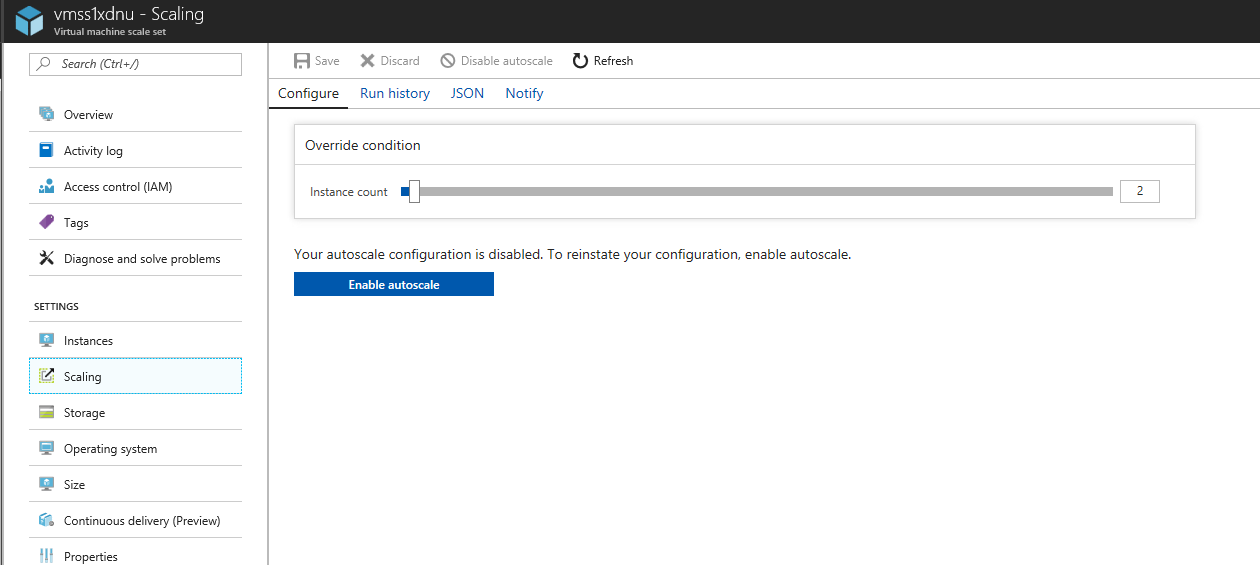 vmss1xdnu - Scaling
Virtual machine scale set
Search (Ctrl+/)
Overview
Activity log
Access control (IAM)
Tags
Diagnose and solve problems
SETTINGS
Instances
Scaling
Storage
Operating system
Size
Continuous delivery (Preview)
Properties
Save Discard Disable autoscale Refresh
Configure Run history JSON Notify
Override condition
Instance count 2
Your autoscale configuration is disabled. To reinstate your configuration, enable autoscale.
Enable autoscale